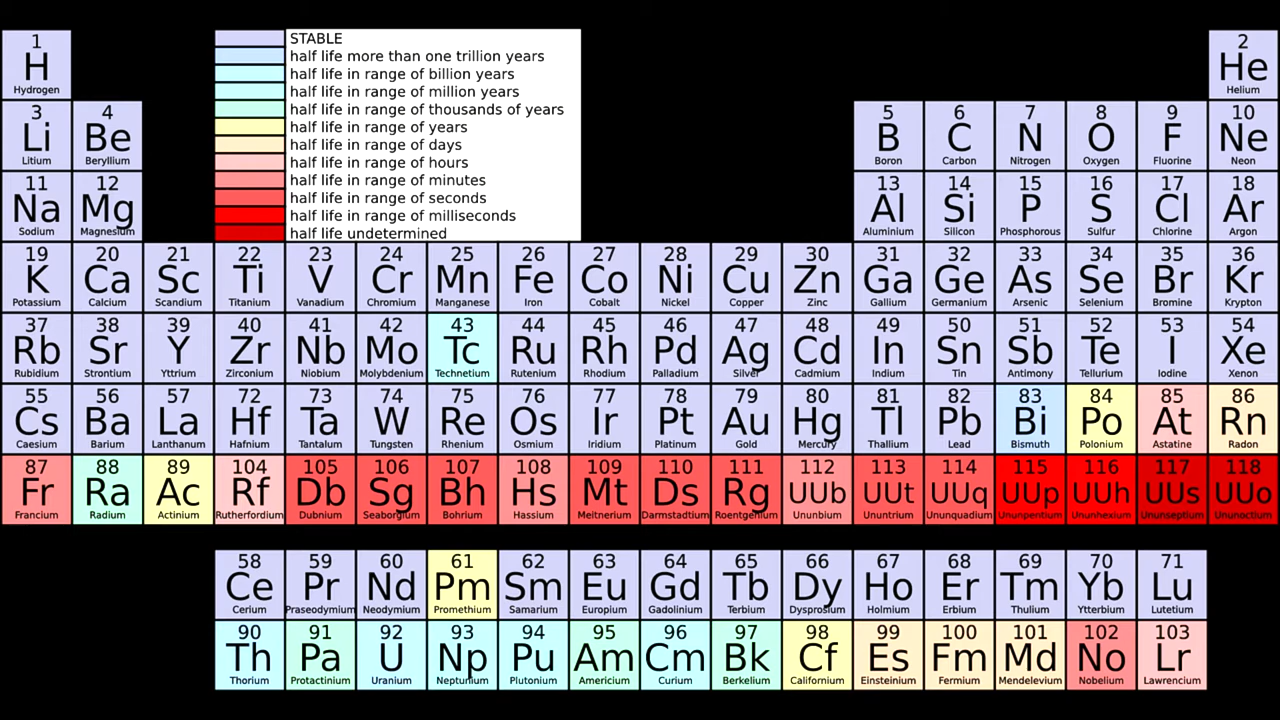 1 STABLE 2
H half life more than one trillion years He
Hydrogen half life in range of billion years Helium
half life in range of million years
3 4 half life in range of thousands of years 5 6 7 8 9 10
Li Be half life in range of years B C N O F Ne
Litium Beryllium half life in range of days Boron Carbon Nitrogen Oxygen Fluorine Neon
half life in range of hours
11 12 half life in range of minutes 13 14 15 16 17 18
Na Mg half life in range of seconds Al Si P S Cl Ar
half life in range of milliseconds
Sodium Magnesium half life undetermined Aluminium Silicon Phosphorous Sulfur Chlorine Argon
19 20 21 22 23 24 25 26 27 28 29 30 31 32 33 34 35 36
K Ca Sc Ti V Cr Mn Fe Co Ni Cu Zn Ga Ge As Se Br Kr
Potassium Calcium Scandium Titanium Vanadium Chromium Manganese Iron Cobalt Nickel Copper Zinc Gallium Germanium Arsenic Selenium Bromine Krypton
37 38 39 40 41 42 43 44 45 46 47 48 49 50 51 52 53 54
Rb Sr Y Zr Nb Mo Tc Ru Rh Pd Ag Cd In Sn Sb Te I Xe
Rubidium Strontium Yttrium Zirconium Niobium Molybdenium Technetium Rutenium Rhodium Palladium Silver Cadmium Indium Tin Antimony Tellurium Iodine Xenon
55 56 57 72 73 74 75 76 77 78 79 80 81 82 83 84 85 86
Cs Ba La Hf Ta W Re Os Ir Pt Au Hg Tl Pb Bi Po At Rn
Caesium Barium Lanthanum Hafnium Tantalum Tungsten Rhenium Osmium Iridium Platinum Gold Mercury Thallium Lead Bismuth Polonium Astatine Radon
87 88 89 104 105 106 107 108 109 110 111 112 113 114 115 116 117 118
Fr Ra Ac Rf Db Sg Bh Hs Mt Ds Rg UUb UUt UUq UUp UUh UUs UUo
Francium Radium Actinium Rutherfordium Dubnium Seaborgium Bohrium Hassium Meitnerium Darmstadtium Roentgenium Ununbium Ununtrium Ununquadium Ununpentium Ununhexium Ununseptium Ununoctium
58 59 60 61 62 63 64 65 66 67 68 69 70 71
Ce Pr Nd Pm Sm Eu Gd Tb Dy Ho Er Tm Yb Lu
Cerium Praseodymium Neodymium Promethium Samarium Europium Gadolinium Terbium Dysprosium Holmium Erbium Thulium Ytterbium Lutetium
90 91 92 93 94 95 96 97 98 99 100 101 102 103
Th Pa U Np Pu Am Cm Bk Cf Es Fm Md No Lr
Thorium Protactinium Uranium Neptunium Plutonium Americium Curium Berkelium Californium Einsteinium Fermium Mendelevium Nobelium Lawrencium